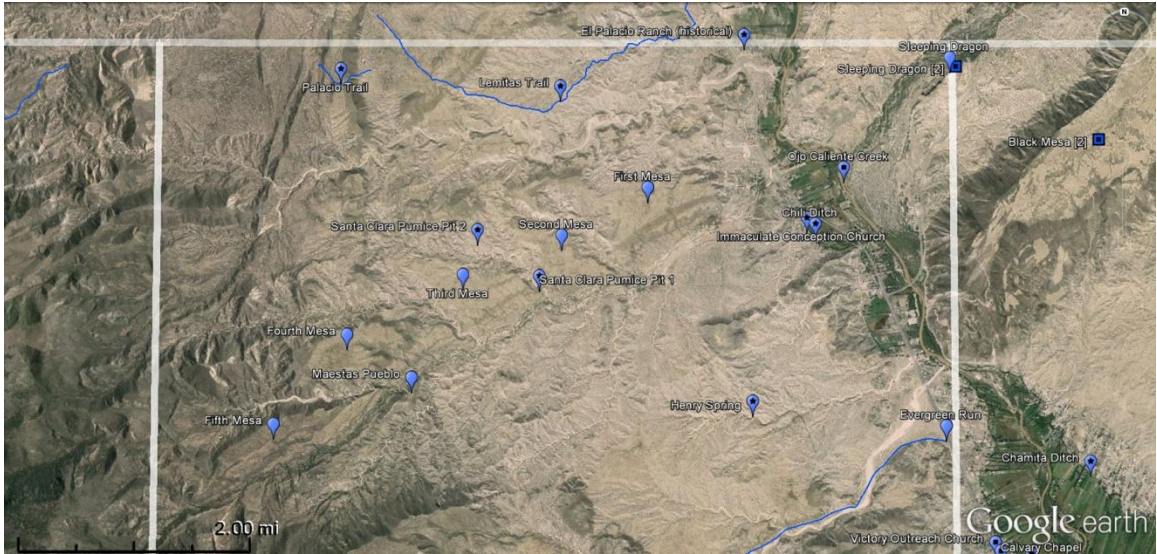 N
El Palacio Ranch (historical)
Sleeping Dragon
Sleeping Dragon [2]
Palacio Trail
Lemitas Trail
Black Mesa [2]
Ojo Caliente Creek
First Mesa
Chili Ditch
Santa Clara Pumice Pit 2
Second Mesa
Immaculate Conception Church
Third Mesa
Santa Clara Pumice Pit 1
Fourth Mesa
Maestas Pueblo
Henry Spring
Fifth Mesa
Evergreen Run
Chamita Ditch
2.00 mi
Google earth
Victory Outreach Church
Calvary Chapel